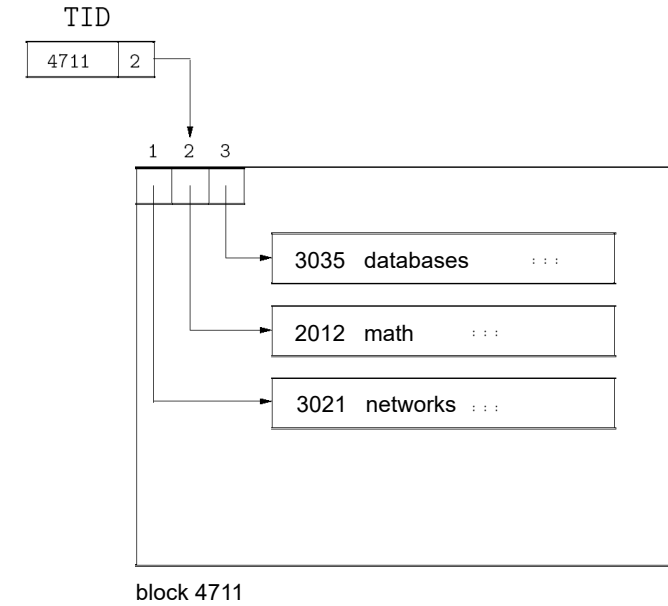 TID
4711 2
1 2 3
3035 databases : : :
2012 math : : :
3021 networks : : :
block 4711